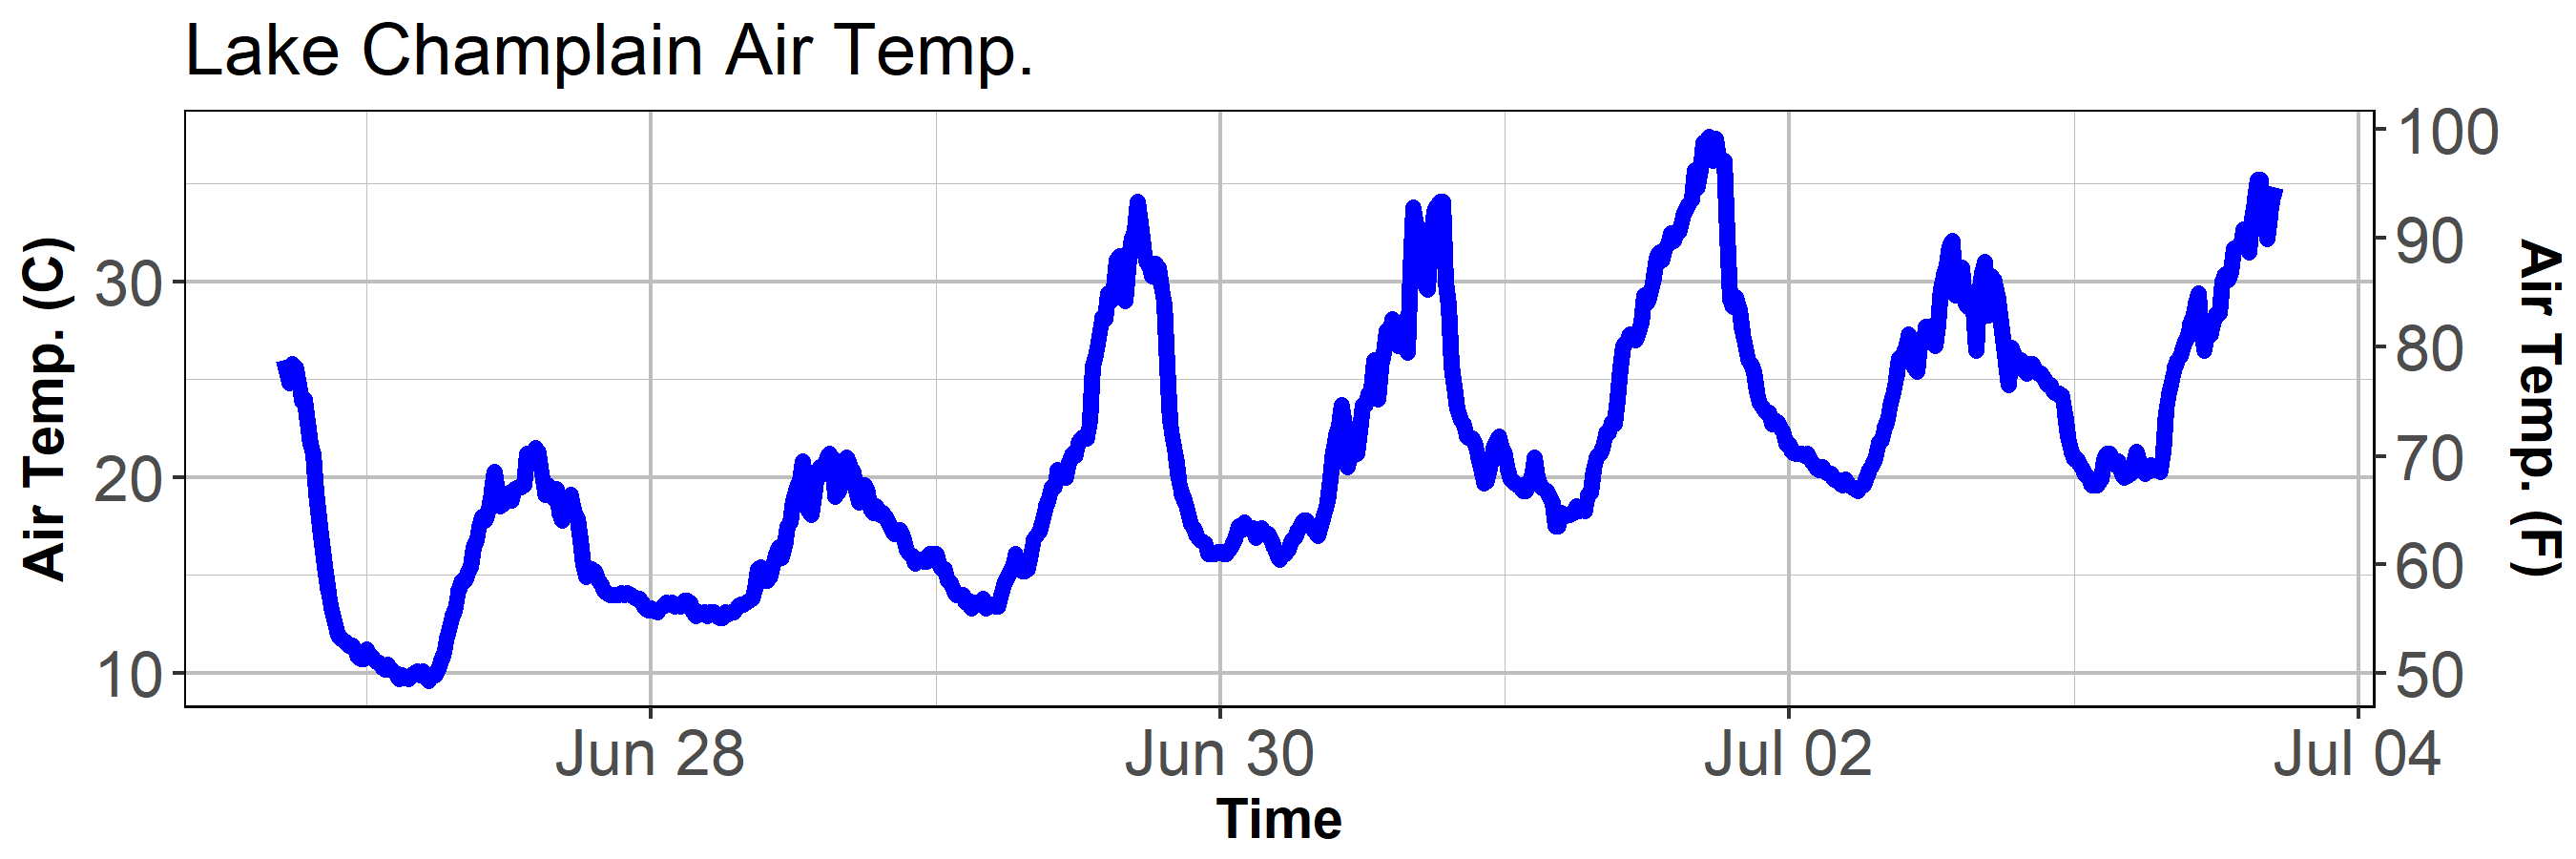 Lake Champlain Air Temp.
Air Temp. (C)
30
20
10
100
90
80
70
60
50
Air Temp. (F)
Jun 28
Jun 30
Jul 02
Jul 04
Time